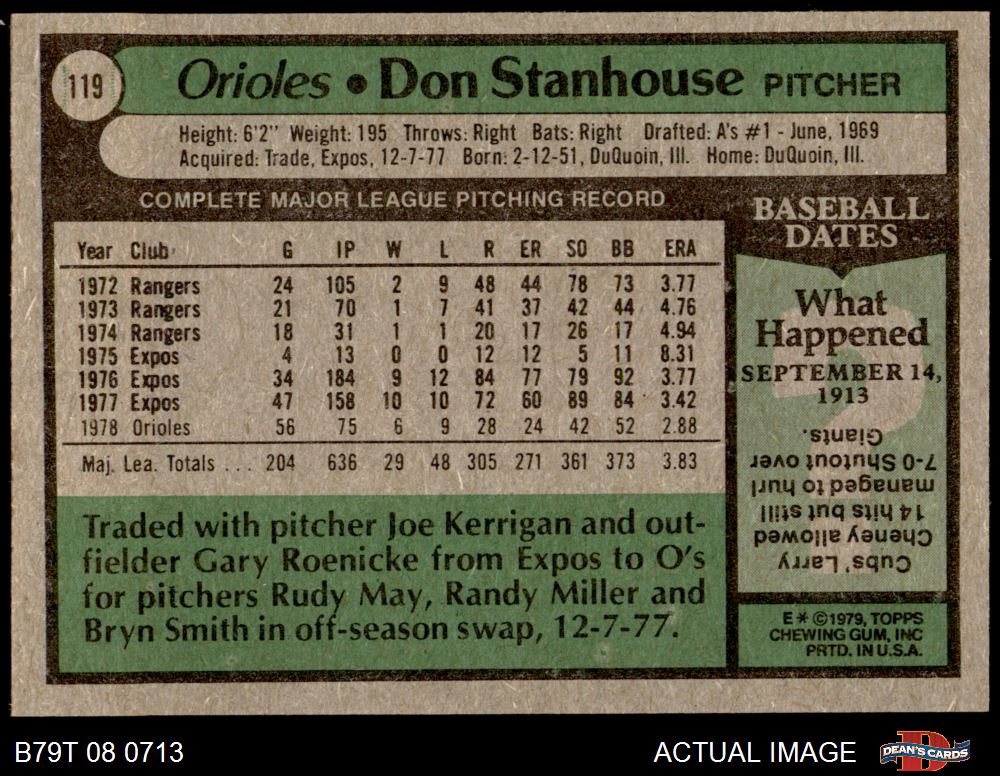 119
Orioles • Don Stanhouse PITCHER
Height: 6'2" Weight: 195 Throws: Right Bats: Right Drafted: A's #1 - June, 1969
Acquired: Trade, Expos, 12-7-77 Born: 2-12-51, DuQuoin, Ill. Home: DuQuoin, Ill.
COMPLETE MAJOR LEAGUE PITCHING RECORD
Year Club G IP W L R ER SO BB ERA
1972 Rangers 24 105 2 9 48 44 78 73 3.77
1973 Rangers 21 70 1 7 41 37 42 44 4.76
1974 Rangers 18 31 1 1 20 17 26 17 4.94
1975 Expos 4 13 0 0 12 12 5 11 8.31
1976 Expos 34 184 9 12 84 77 79 92 3.77
1977 Expos 47 158 10 10 72 60 89 84 3.42
1978 Orioles 56 75 6 9 28 24 42 52 2.88
Maj. Lea. Totals ... 204 636 29 48 305 271 361 373 3.83
Traded with pitcher Joe Kerrigan and out-
fielder Gary Roenicke from Expos to O's
for pitchers Rudy May, Randy Miller and
Bryn Smith in off-season swap, 12-7-77.
BASEBALL
DATES
What
Happened
SEPTEMBER 14,
1913
Cubs' Larry
Cheney allowed
14 hits but still
managed to hurl
7-0 Shutout over
Giants.
E * ©1979, TOPPS
CHEWING GUM, INC
PRTD. IN U.S.A.
B79T 08 0713
ACTUAL IMAGE
D
DEAN'S CARDS